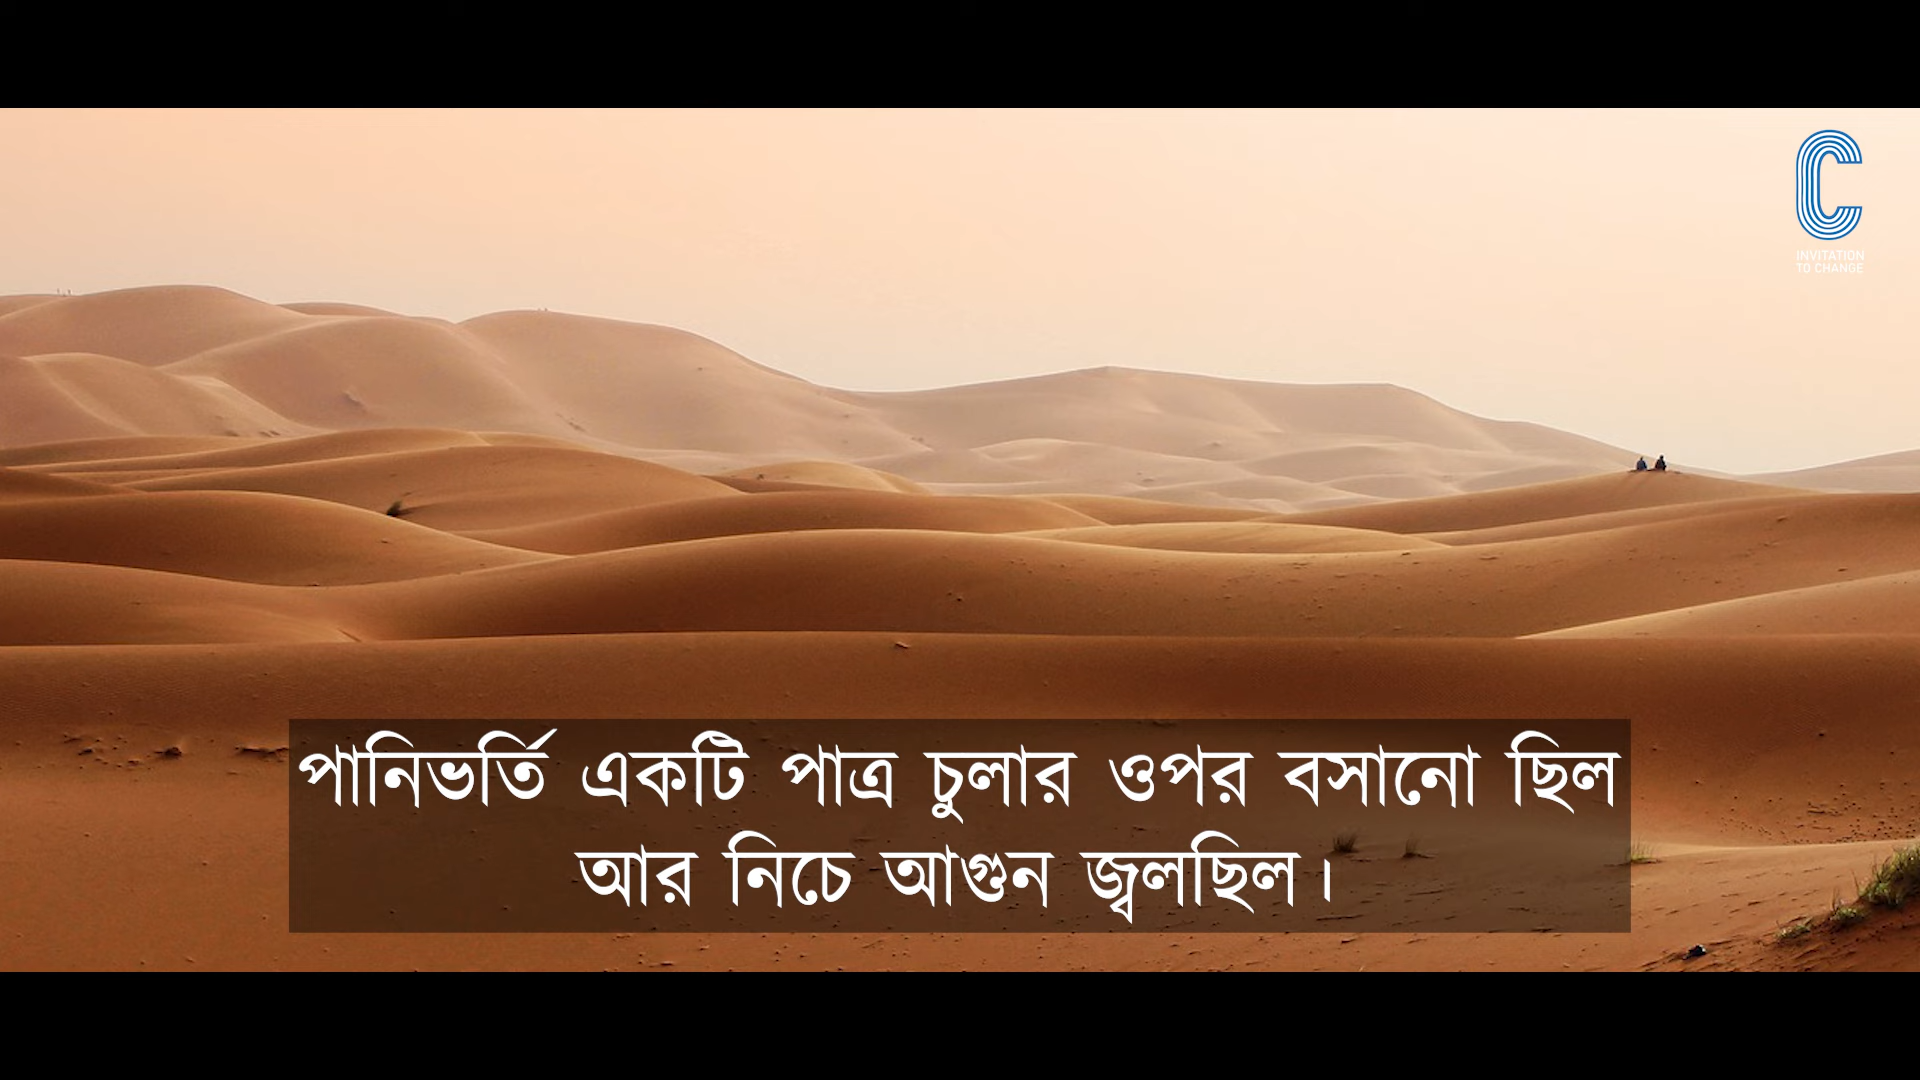 INVITATION
TO CHANGE
পানিভর্তি একটি পাত্র চুলার ওপর বসানো ছিল
আর নিচে আগুন জ্বলছিল।